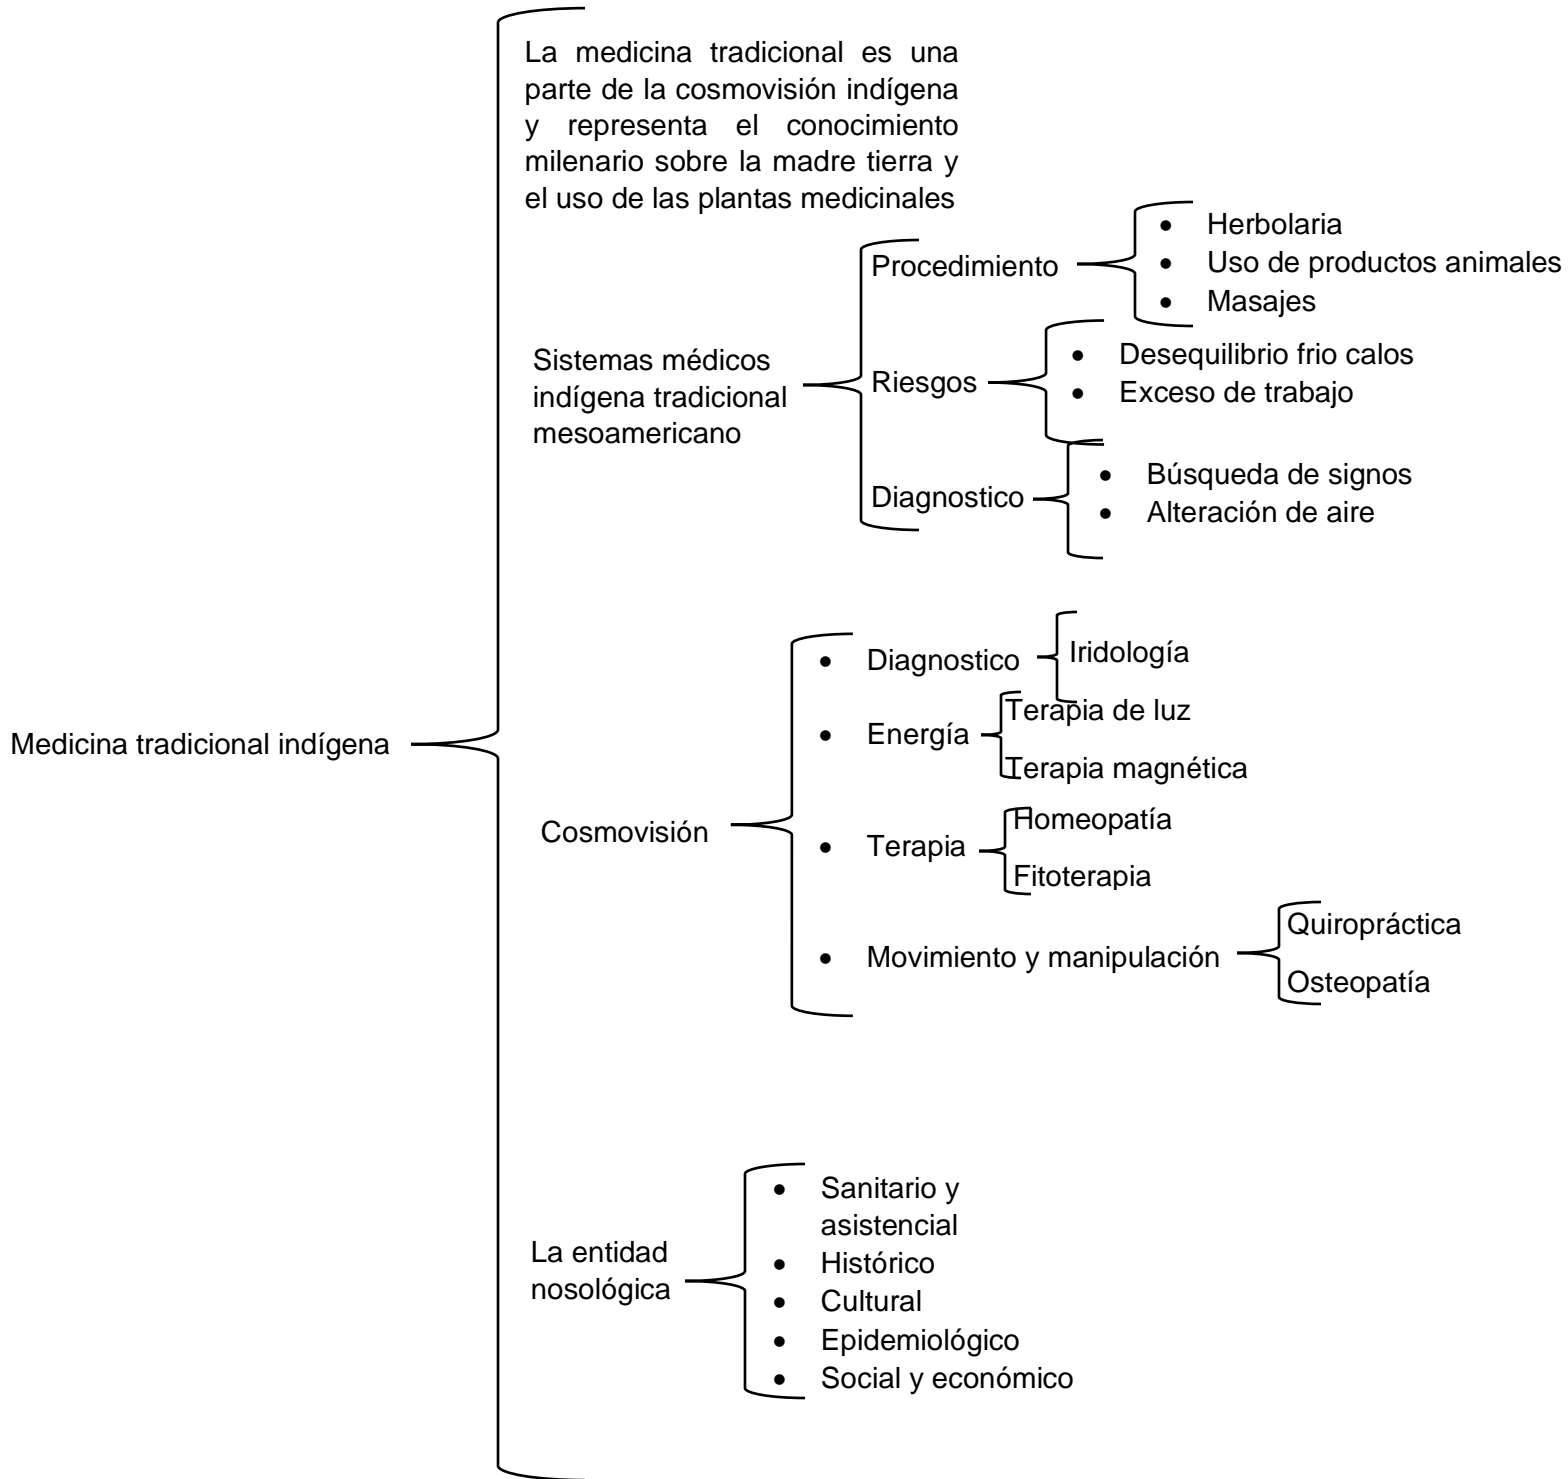 La medicina tradicional es una
parte de la cosmovisión indígena
y representa el conocimiento
milenario sobre la madre tierra y
el uso de las plantas medicinales
Medicina tradicional indígena
Sistemas médicos
indígena tradicional
mesoamericano
Procedimiento
• Herbolaria
• Uso de productos animales
• Masajes
Riesgos
• Desequilibrio frio calos
• Exceso de trabajo
Diagnostico
• Búsqueda de signos
• Alteración de aire
Cosmovisión
• Diagnostico
Iridología
• Energía
Terapia de luz
Terapia magnética
• Terapia
Homeopatía
Fitoterapia
• Movimiento y manipulación
Quiropráctica
Osteopatía
La entidad
nosológica
• Sanitario y
asistencial
• Histórico
• Cultural
• Epidemiológico
• Social y económico